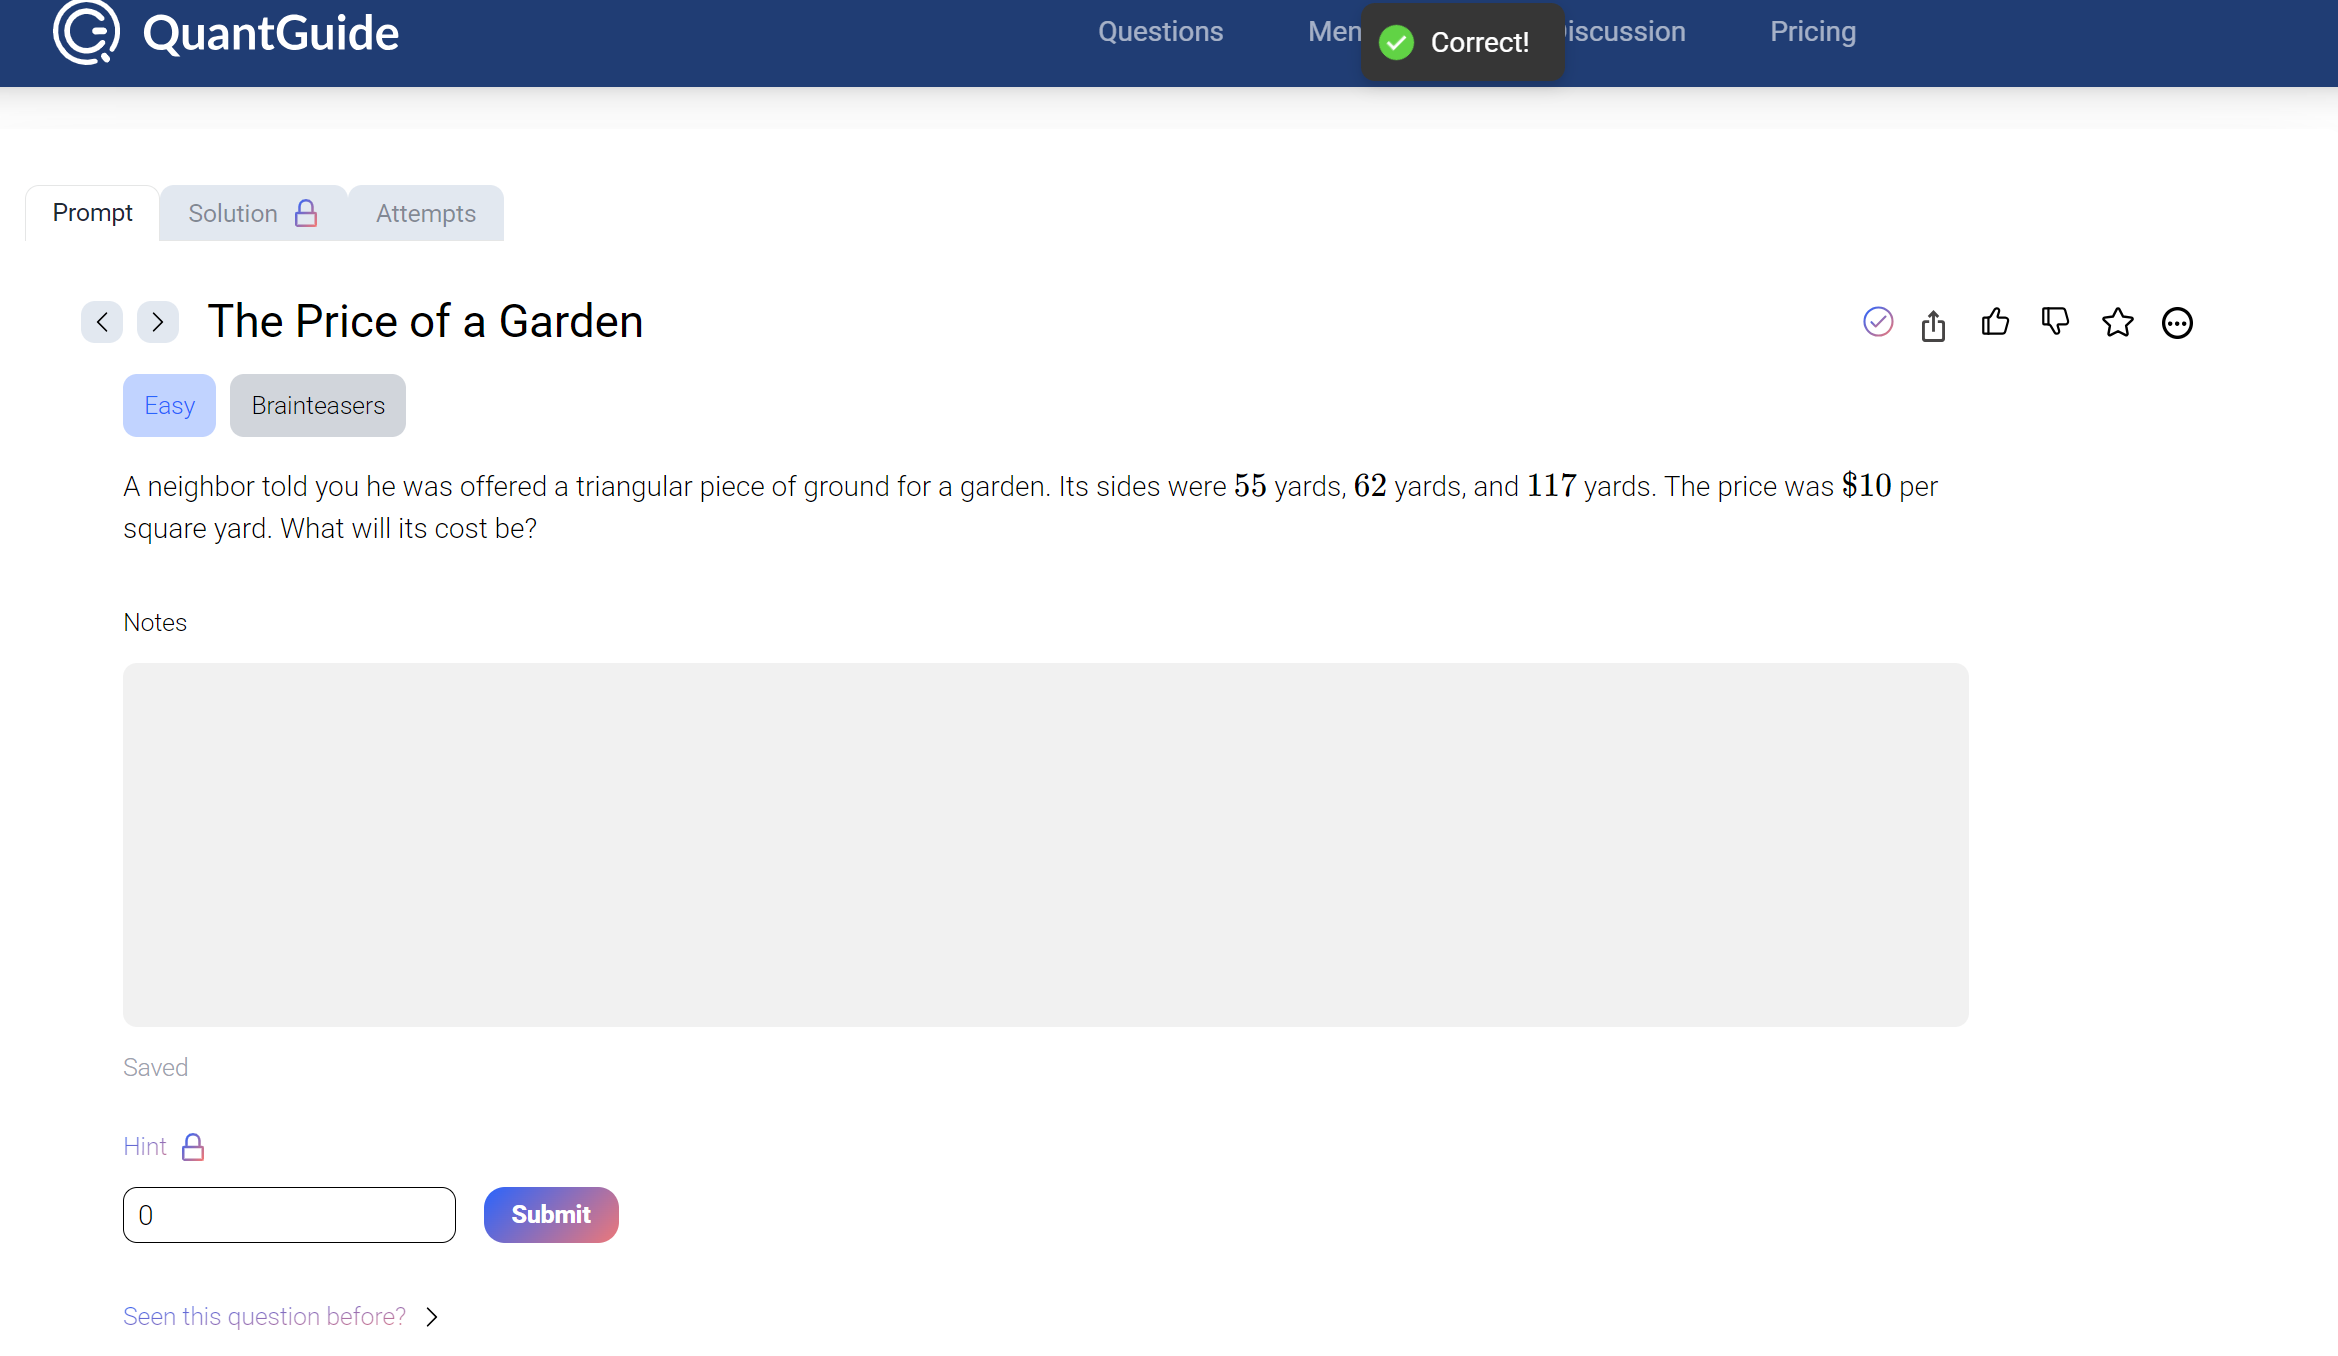 QuantGuide
Questions
Men
Correct!
iscussion
Pricing
Prompt
Solution
Attempts
The Price of a Garden
Easy
Brainteasers
A neighbor told you he was offered a triangular piece of ground for a garden. Its sides were 55 yards, 62 yards, and 117 yards. The price was $10 per
square yard. What will its cost be?
Notes
Saved
Hint
0
Submit
Seen this question before?